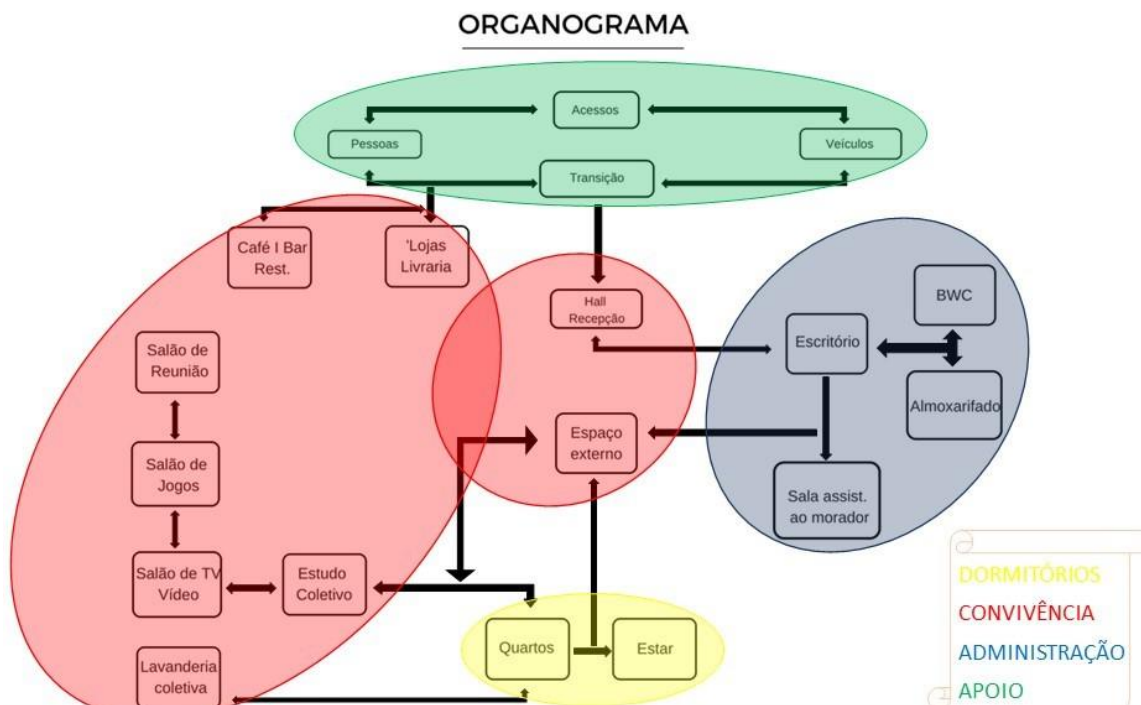 ORGANOGRAMA
Acessos
Pessoas
Veículos
Transição
Café I Bar
Rest.
'Lojas
Livraria
Hall
Recepção
BWC
Escritório
Almoxarifado
Salão de
Reunião
Espaço
externo
Salão de
Jogos
Sala assist.
ao morador
Salão de TV
Vídeo
Estudo
Coletivo
Quartos
Estar
Lavanderia
coletiva
DORMITÓRIOS
CONVIVÊNCIA
ADMINISTRAÇÃO
APOIO